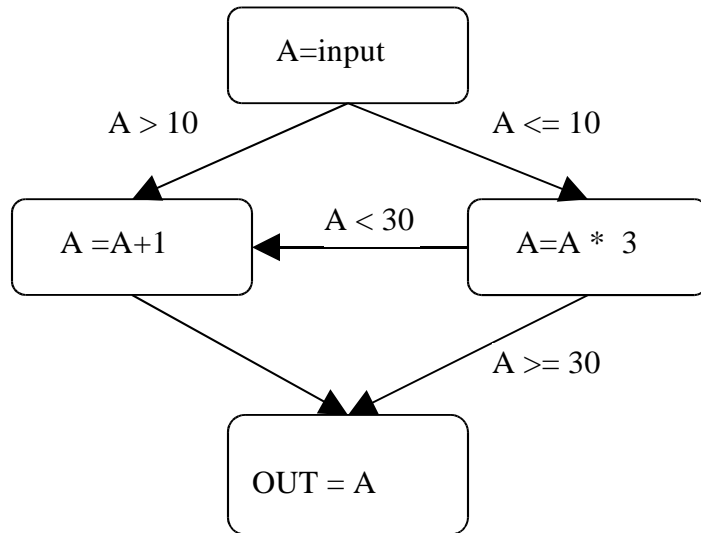 A=input
A > 10
A <= 10
A =A+1
A < 30
A=A * 3
A >= 30
OUT = A